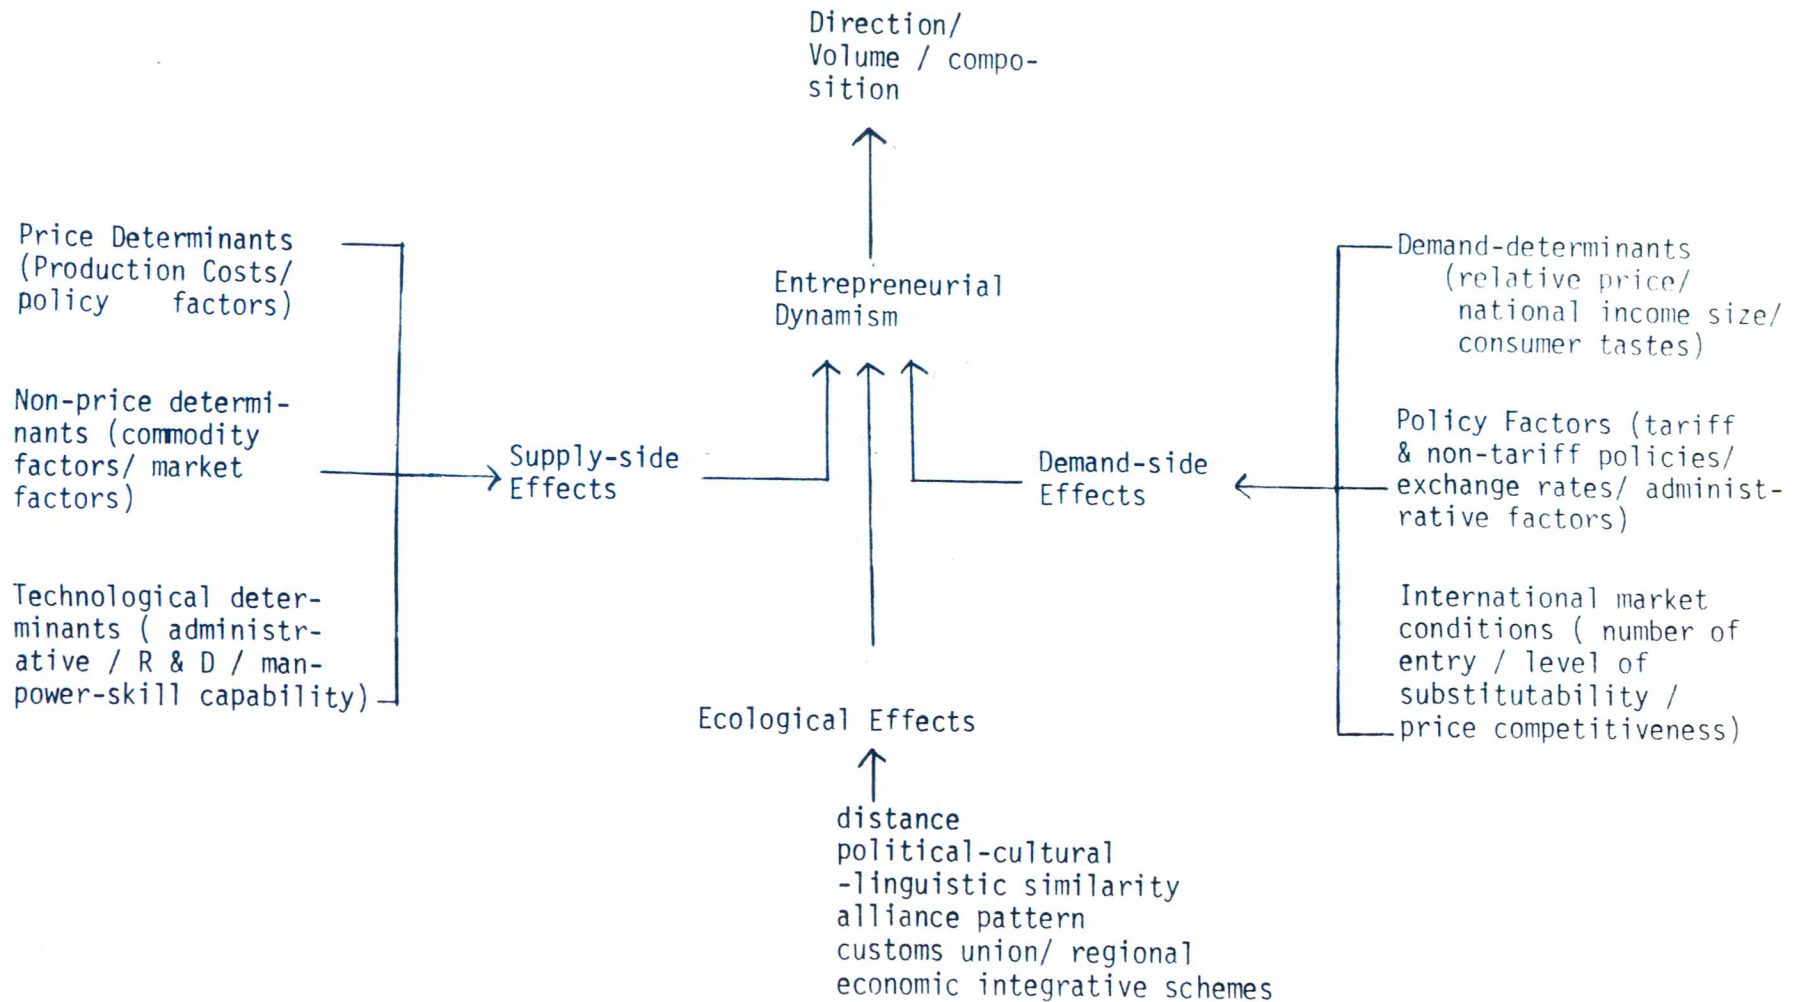 Direction/
Volume / compo-
sition
Price Determinants
(Production Costs/
policy factors)
Non-price determi-
nants (commodity
factors/ market
factors)
Technological deter-
minants ( administr-
ative / R & D / man-
power-skill capability)
Supply-side
Effects
Entrepreneurial
Dynamism
Demand-side
Effects
Demand-determinants
(relative price/
national income size/
consumer tastes)
Policy Factors (tariff
& non-tariff policies/
exchange rates/ administ-
rative factors)
International market
conditions ( number of
entry / level of
substitutability /
price competitiveness)
Ecological Effects
distance
political-cultural
-linguistic similarity
alliance pattern
customs union/ regional
economic integrative schemes